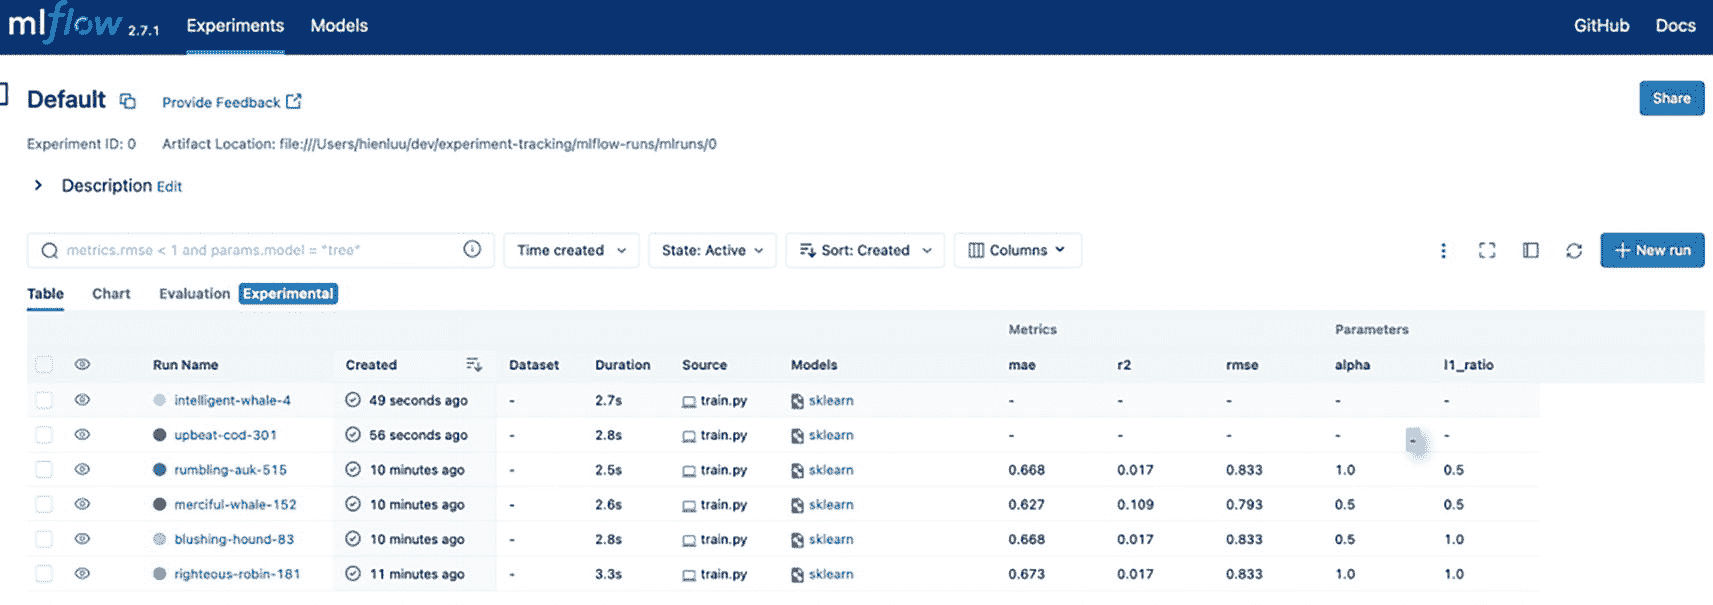 mlflow 2.7.1 Experiments Models GitHub Docs
Default Provide Feedback Share
Experiment ID: 0 Artifact Location: file:///Users/hienluu/dev/experiment-tracking/mlflow-runs/mlruns/0
Description Edit
metrics.rmse < 1 and params.model = "tree" Time created State: Active Sort: Created Columns New run
Table Chart Evaluation Experimental
Metrics Parameters
Run Name Created Dataset Duration Source Models mae r2 rmse alpha l1_ratio
intelligent-whale-4 49 seconds ago - 2.7s train.py sklearn - - - - -
upbeat-cod-301 56 seconds ago - 2.8s train.py sklearn - - - - - -
rumbling-auk-515 10 minutes ago - 2.5s train.py sklearn 0.668 0.017 0.833 1.0 0.5
merciful-whale-152 10 minutes ago - 2.6s train.py sklearn 0.627 0.109 0.793 0.5 0.5
blushing-hound-83 10 minutes ago - 2.8s train.py sklearn 0.668 0.017 0.833 0.5 1.0
righteous-robin-181 11 minutes ago - 3.3s train.py sklearn 0.673 0.017 0.833 1.0 1.0